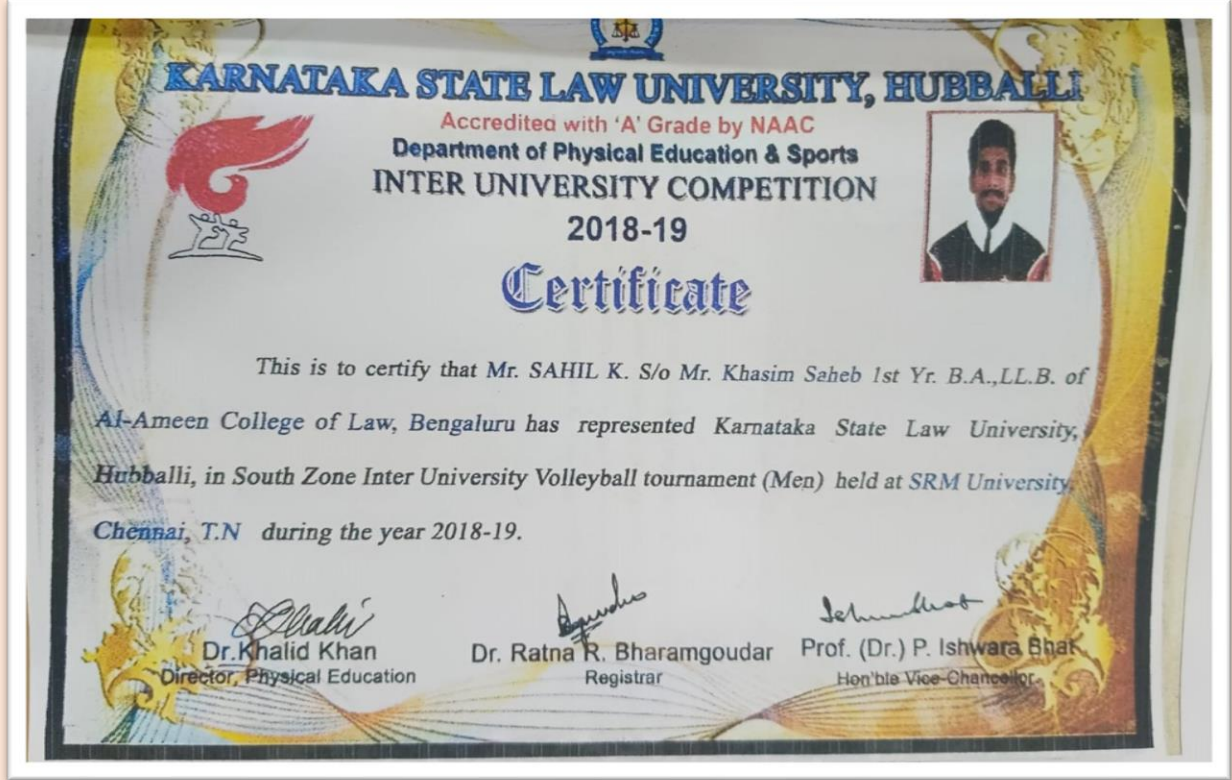 KARNATAKA STATE LAW UNIVERSITY, HUBBALLI
Accredited with 'A' Grade by NAAC
Department of Physical Education & Sports
INTER UNIVERSITY COMPETITION
2018-19
Certificate
This is to certify that Mr. SAHIL K. S/o Mr. Khasim Saheb 1st Yr. B.A.,LL.B. of
Al-Ameen College of Law, Bengaluru has represented Karnataka State Law University,
Hubballi, in South Zone Inter University Volleyball tournament (Men) held at SRM University,
Chennai, T.N during the year 2018-19.
Dr.Khalid Khan
Director, Physical Education
Dr. Ratna R. Bharamgoudar
Registrar
Prof. (Dr.) P. Ishwara Bhat
Hon'ble Vice-Chancellor